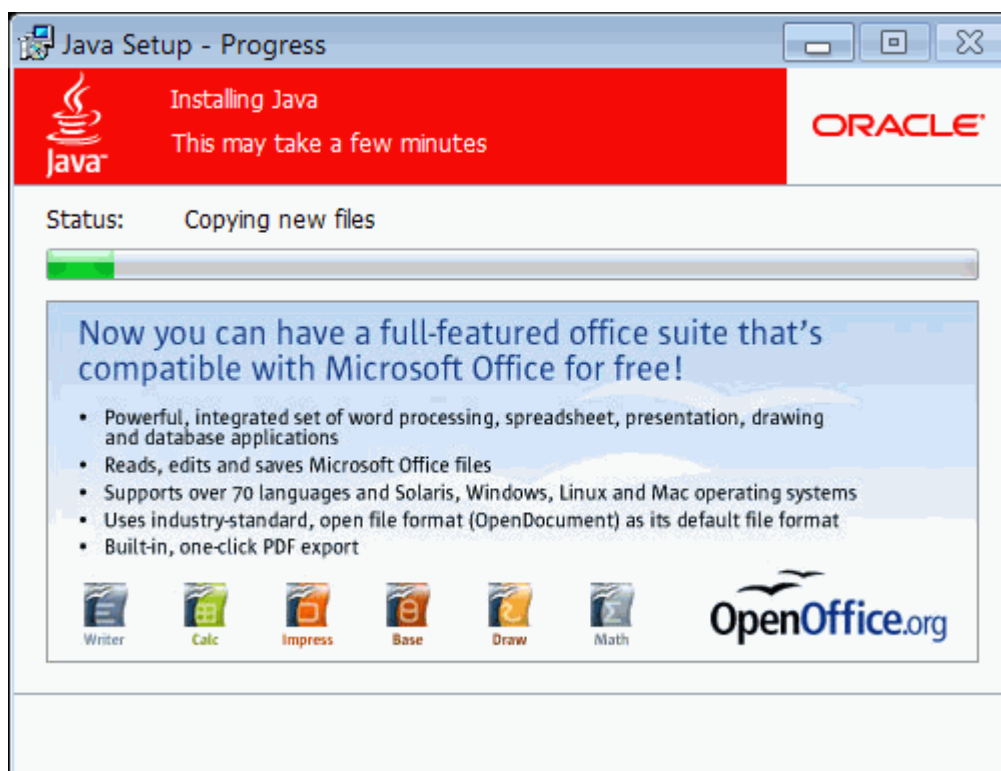 Java Setup - Progress
Java™
Installing Java
This may take a few minutes
ORACLE®
Status: Copying new files
Now you can have a full-featured office suite that's
compatible with Microsoft Office for free!
• Powerful, integrated set of word processing, spreadsheet, presentation, drawing
and database applications
• Reads, edits and saves Microsoft Office files
• Supports over 70 languages and Solaris, Windows, Linux and Mac operating systems
• Uses industry-standard, open file format (OpenDocument) as its default file format
• Built-in, one-click PDF export
Writer Calc Impress Base Draw Math
OpenOffice.org